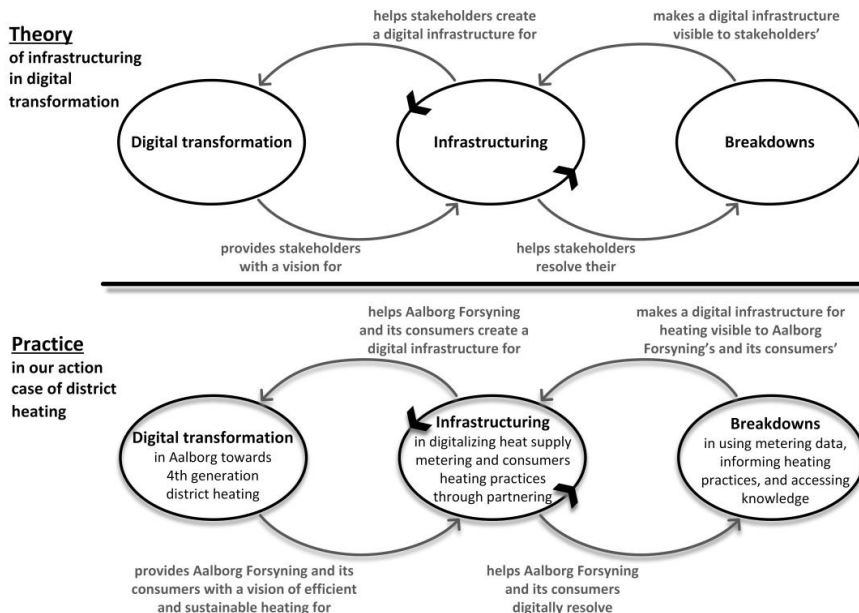 Theory
of infrastructuring
in digital
transformation
helps stakeholders create
a digital infrastructure for
makes a digital infrastructure
visible to stakeholders’
Digital transformation
Infrastructuring
Breakdowns
provides stakeholders
with a vision for
helps stakeholders
resolve their
Practice
in our action
case of district
heating
helps Aalborg Forsyning
and its consumers create a
digital infrastructure for
makes a digital infrastructure for
heating visible to Aalborg
Forsyning’s and its consumers’
Digital transformation
in Aalborg towards
4th generation
district heating
Infrastructuring
in digitalizing heat supply
metering and consumers
heating practices
through partnering
Breakdowns
in using metering data,
informing heating
practices, and accessing
knowledge
provides Aalborg Forsyning and its
consumers with a vision of efficient
and sustainable heating for
helps Aalborg Forsyning
and its consumers
digitally resolve